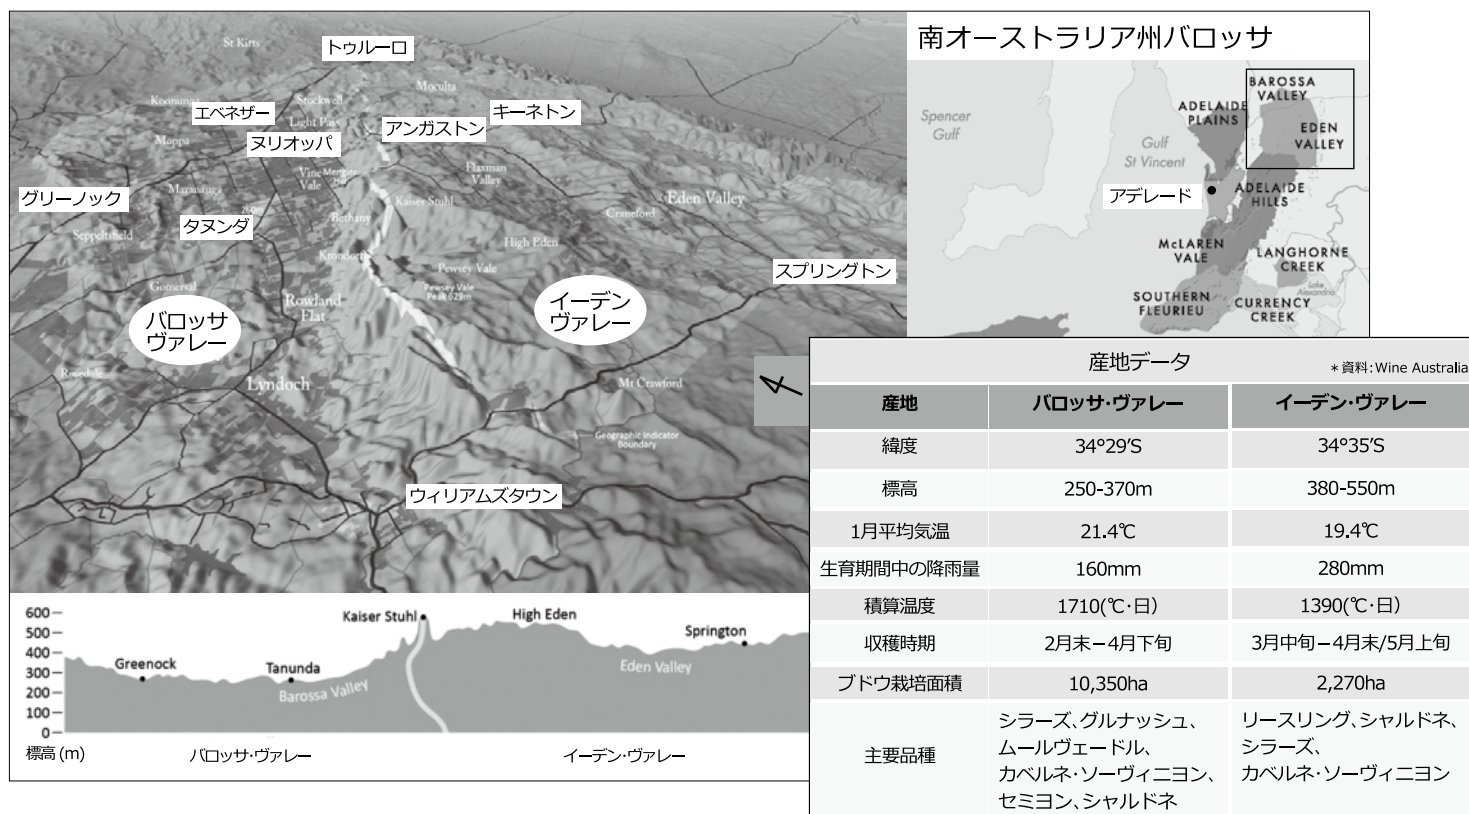 St Kitts
トゥルーロ
Moculta
Koonunga
Stockwell
エベネザー
キーネトン
Light Pass
アンガストン
Moppa
ヌリオッパ
Flaxman
Valley
Vine
Vale
グリーノック
Marananga
Kaiser Stuhl
Eden Valley
Craneford
タヌンダ
Bethany
Seppeltsfield
High Eden
Krondorf
Pewsey Vale
スプリングトン
Gomersal
Pewsey Vale
Peak 629m
Rowland
Flat
バロッサ
ヴァレー
イーデン
ヴァレー
Rosedale
Lyndoch
Mt Crawford
Geographic Indicator
Boundary
ウィリアムズタウン
南オーストラリア州バロッサ
BAROSSA
VALLEY
ADELAIDE
PLAINS
Spencer
Gulf
EDEN
VALLEY
Gulf
St Vincent
アデレード
ADELAIDE
HILLS
McLAREN
VALE
LANGHORNE
CREEK
Lake
Alexandrina
SOUTHERN
FLEURIEU
CURRENCY
CREEK
600
500
400
300
200
100
0
標高(m)
Kaiser Stuhl
High Eden
Springton
Greenock
Tanunda
Barossa Valley
Eden Valley
バロッサ・ヴァレー
イーデン・ヴァレー
産地データ
*資料:Wine Australia
産地 バロッサ・ヴァレー イーデン・ヴァレー
緯度 34°29’S 34°35’S
標高 250-370m 380-550m
1月平均気温 21.4℃ 19.4℃
生育期間中の降雨量 160mm 280mm
積算温度 1710(℃・日) 1390(℃・日)
収穫時期 2月末－4月下旬 3月中旬－4月末/5月上旬
ブドウ栽培面積 10,350ha 2,270ha
主要品種
シラーズ、グルナッシュ、
ムールヴェードル、
カベルネ・ソーヴィニヨン、
セミヨン、シャルドネ
リースリング、シャルドネ、
シラーズ、
カベルネ・ソーヴィニヨン